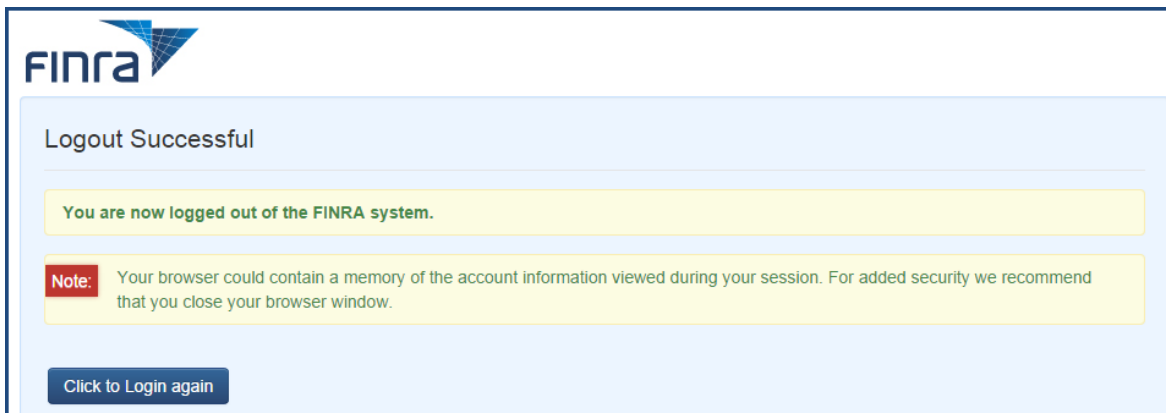 FINRA
Logout Successful
You are now logged out of the FINRA system.
Note: Your browser could contain a memory of the account information viewed during your session. For added security we recommend
that you close your browser window.
Click to Login again